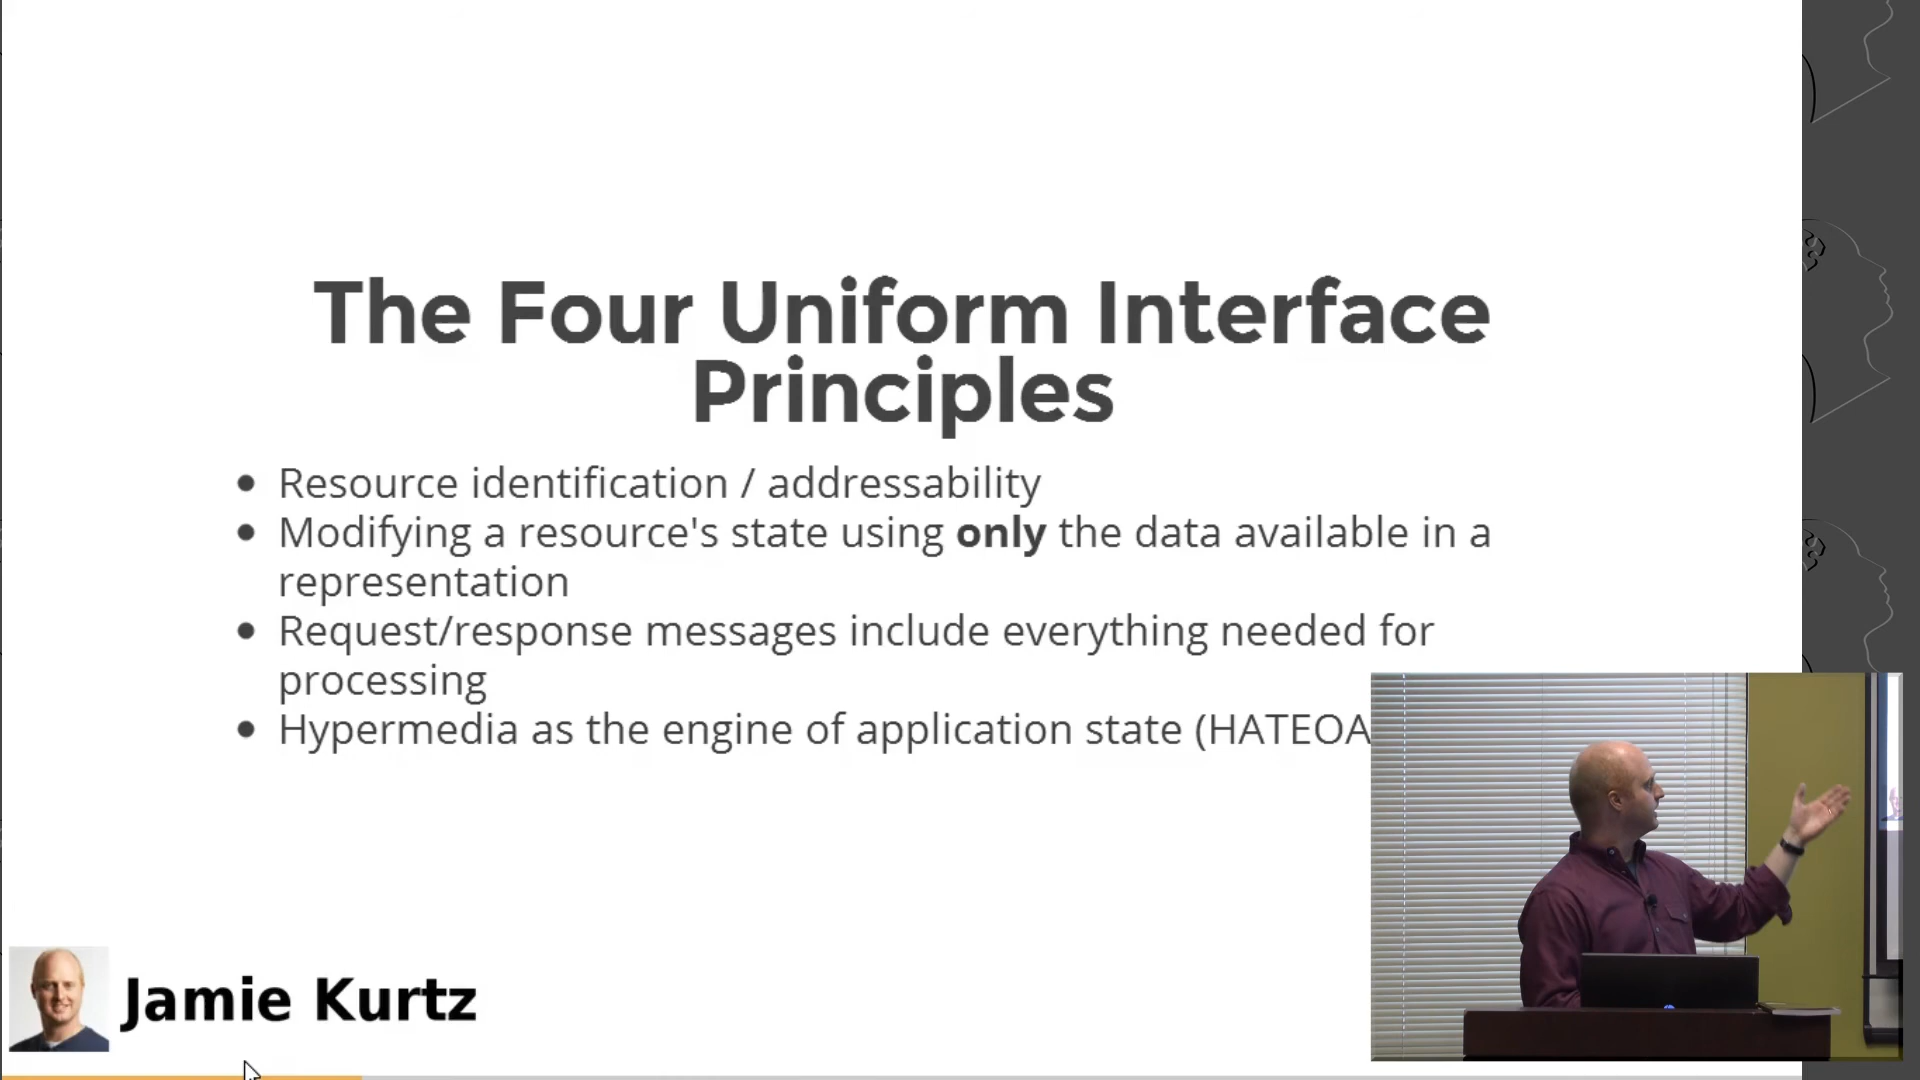 The Four Uniform Interface
Principles
Resource identification / addressability
Modifying a resource's state using only the data available in a
representation
Request/response messages include everything needed for
processing
Hypermedia as the engine of application state (HATEOA
Jamie Kurtz